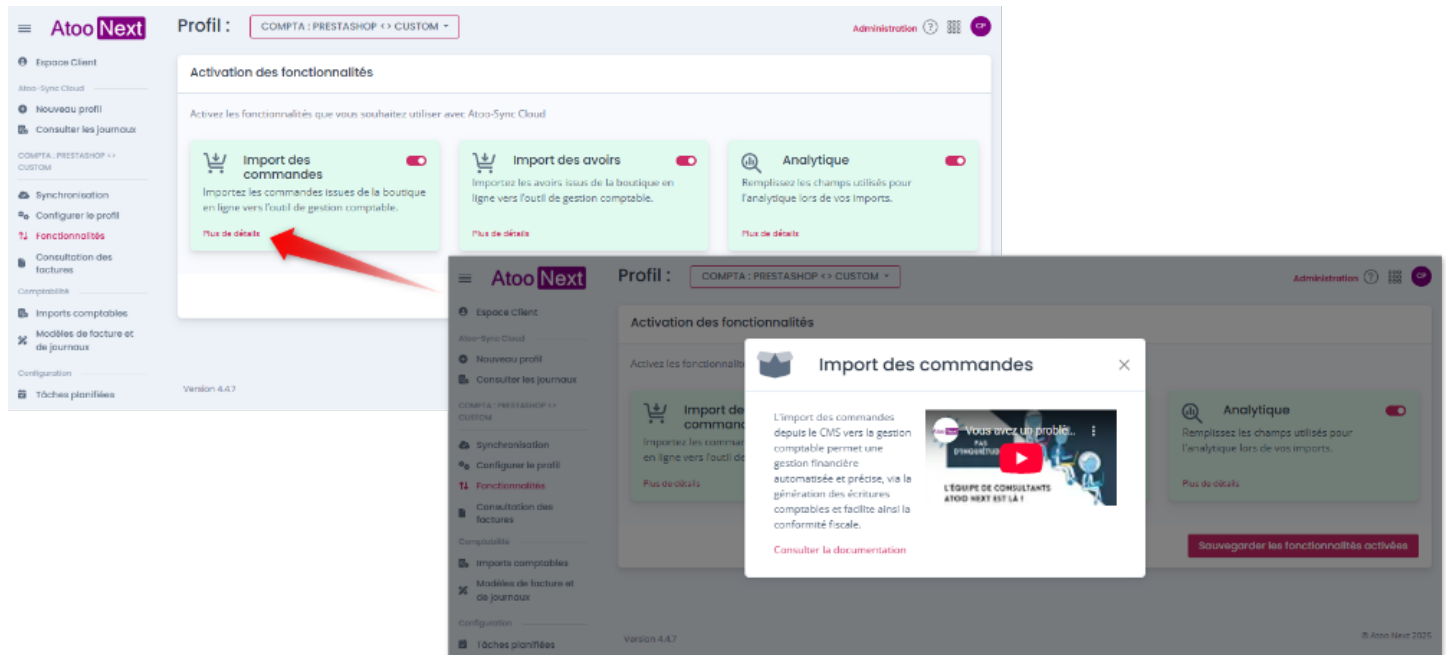 Atoo Next
Profil :
COMPTA : PRESTASHOP <> CUSTOM
Administration
?
CP
Espace Client
Atoo-Sync Cloud
Nouveau profil
Consulter les journaux
COMPTA : PRESTASHOP <>
CUSTOM
Synchronisation
Configurer le profil
Fonctionnalités
Consultation des
factures
Comptabilité
Imports comptables
Modèles de facture et
de journaux
Configuration
Tâches planifiées
Activation des fonctionnalités
Activez les fonctionnalités que vous souhaitez utiliser avec Atoo-Sync Cloud
Import des
commandes
Importez les commandes issues de la boutique
en ligne vers l'outil de gestion comptable.
Plus de détails
Import des avoirs
Importez les avoirs issus de la boutique en
ligne vers l'outil de gestion comptable.
Plus de détails
Analytique
Remplissez les champs utilisés pour
l'analytique lors de vos imports.
Plus de détails
Version 4.4.7
Atoo Next
Profil :
COMPTA : PRESTASHOP <> CUSTOM
Administration
?
CP
Espace Client
Atoo-Sync Cloud
Nouveau profil
Consulter les journaux
COMPTA : PRESTASHOP <>
CUSTOM
Synchronisation
Configurer le profil
Fonctionnalités
Consultation des
factures
Comptabilité
Imports comptables
Modèles de facture et
de journaux
Configuration
Tâches planifiées
Activation des fonctionnalités
Activez les fonctionnalité
Import de
command
Importez les comman
en ligne vers l'outil de
Plus de détails
Import des commandes
L'import des commandes
depuis le CMS vers la gestion
comptable permet une
gestion financière
automatisée et précise, via la
génération des écritures
comptables et facilite ainsi la
conformité fiscale.
Consulter la documentation
Vous avez un problè...
PAS
D'INQUIÉTUD
L'ÉQUIPE DE CONSULTANTS
ATOO NEXT EST LÀ !
Analytique
Remplissez les champs utilisés pour
l'analytique lors de vos imports.
Plus de détails
Sauvegarder les fonctionnalités activées
Version 4.4.7
© Atoo Next 2025